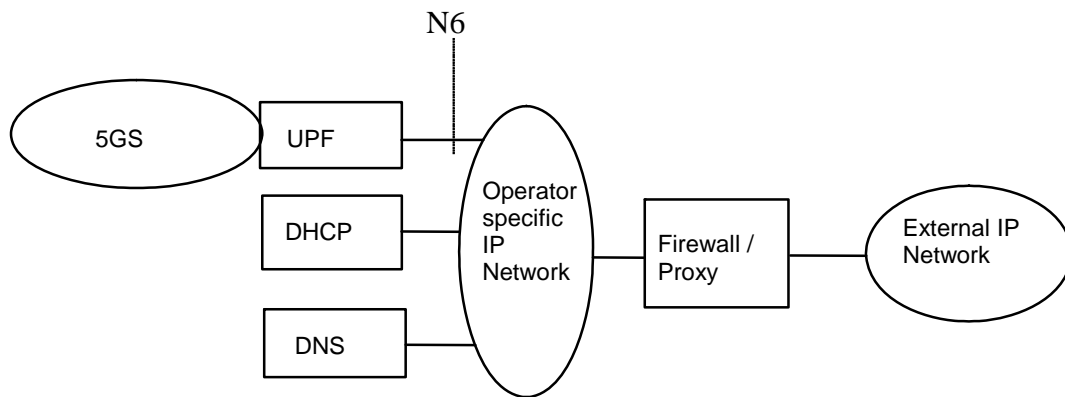 N6
5GS
UPF
DHCP
DNS
Operator
specific
IP
Network
Firewall /
Proxy
External IP
Network